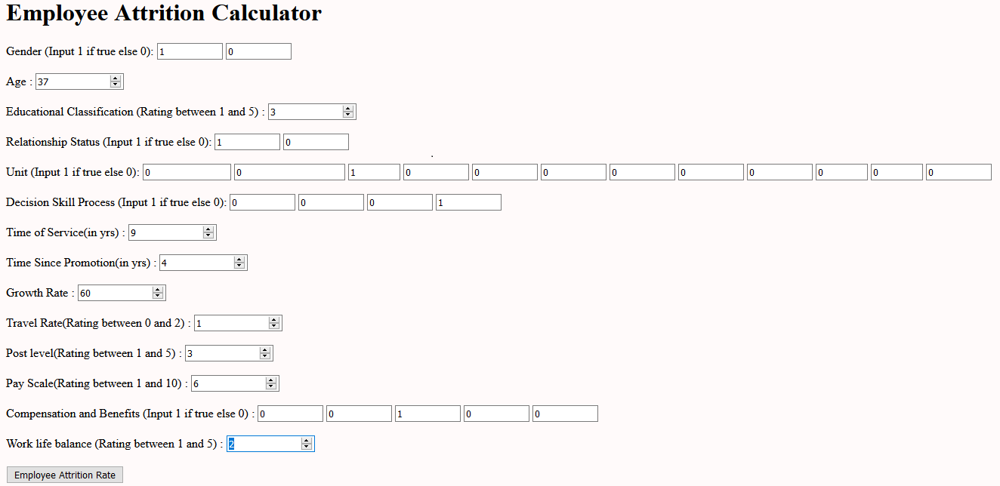 Employee Attrition Calculator
Gender (Input 1 if true else 0): 1 0
Age : 37
Educational Classification (Rating between 1 and 5) : 3
Relationship Status (Input 1 if true else 0): 1 0
Unit (Input 1 if true else 0): 0 0 1 0 0 0 0 0 0 0 0 0
Decision Skill Process (Input 1 if true else 0): 0 0 0 1
Time of Service(in yrs) : 9
Time Since Promotion(in yrs) : 4
Growth Rate : 60
Travel Rate(Rating between 0 and 2) : 1
Post level(Rating between 1 and 5) : 3
Pay Scale(Rating between 1 and 10) : 6
Compensation and Benefits (Input 1 if true else 0) : 0 0 1 0 0
Work life balance (Rating between 1 and 5) : 2
Employee Attrition Rate